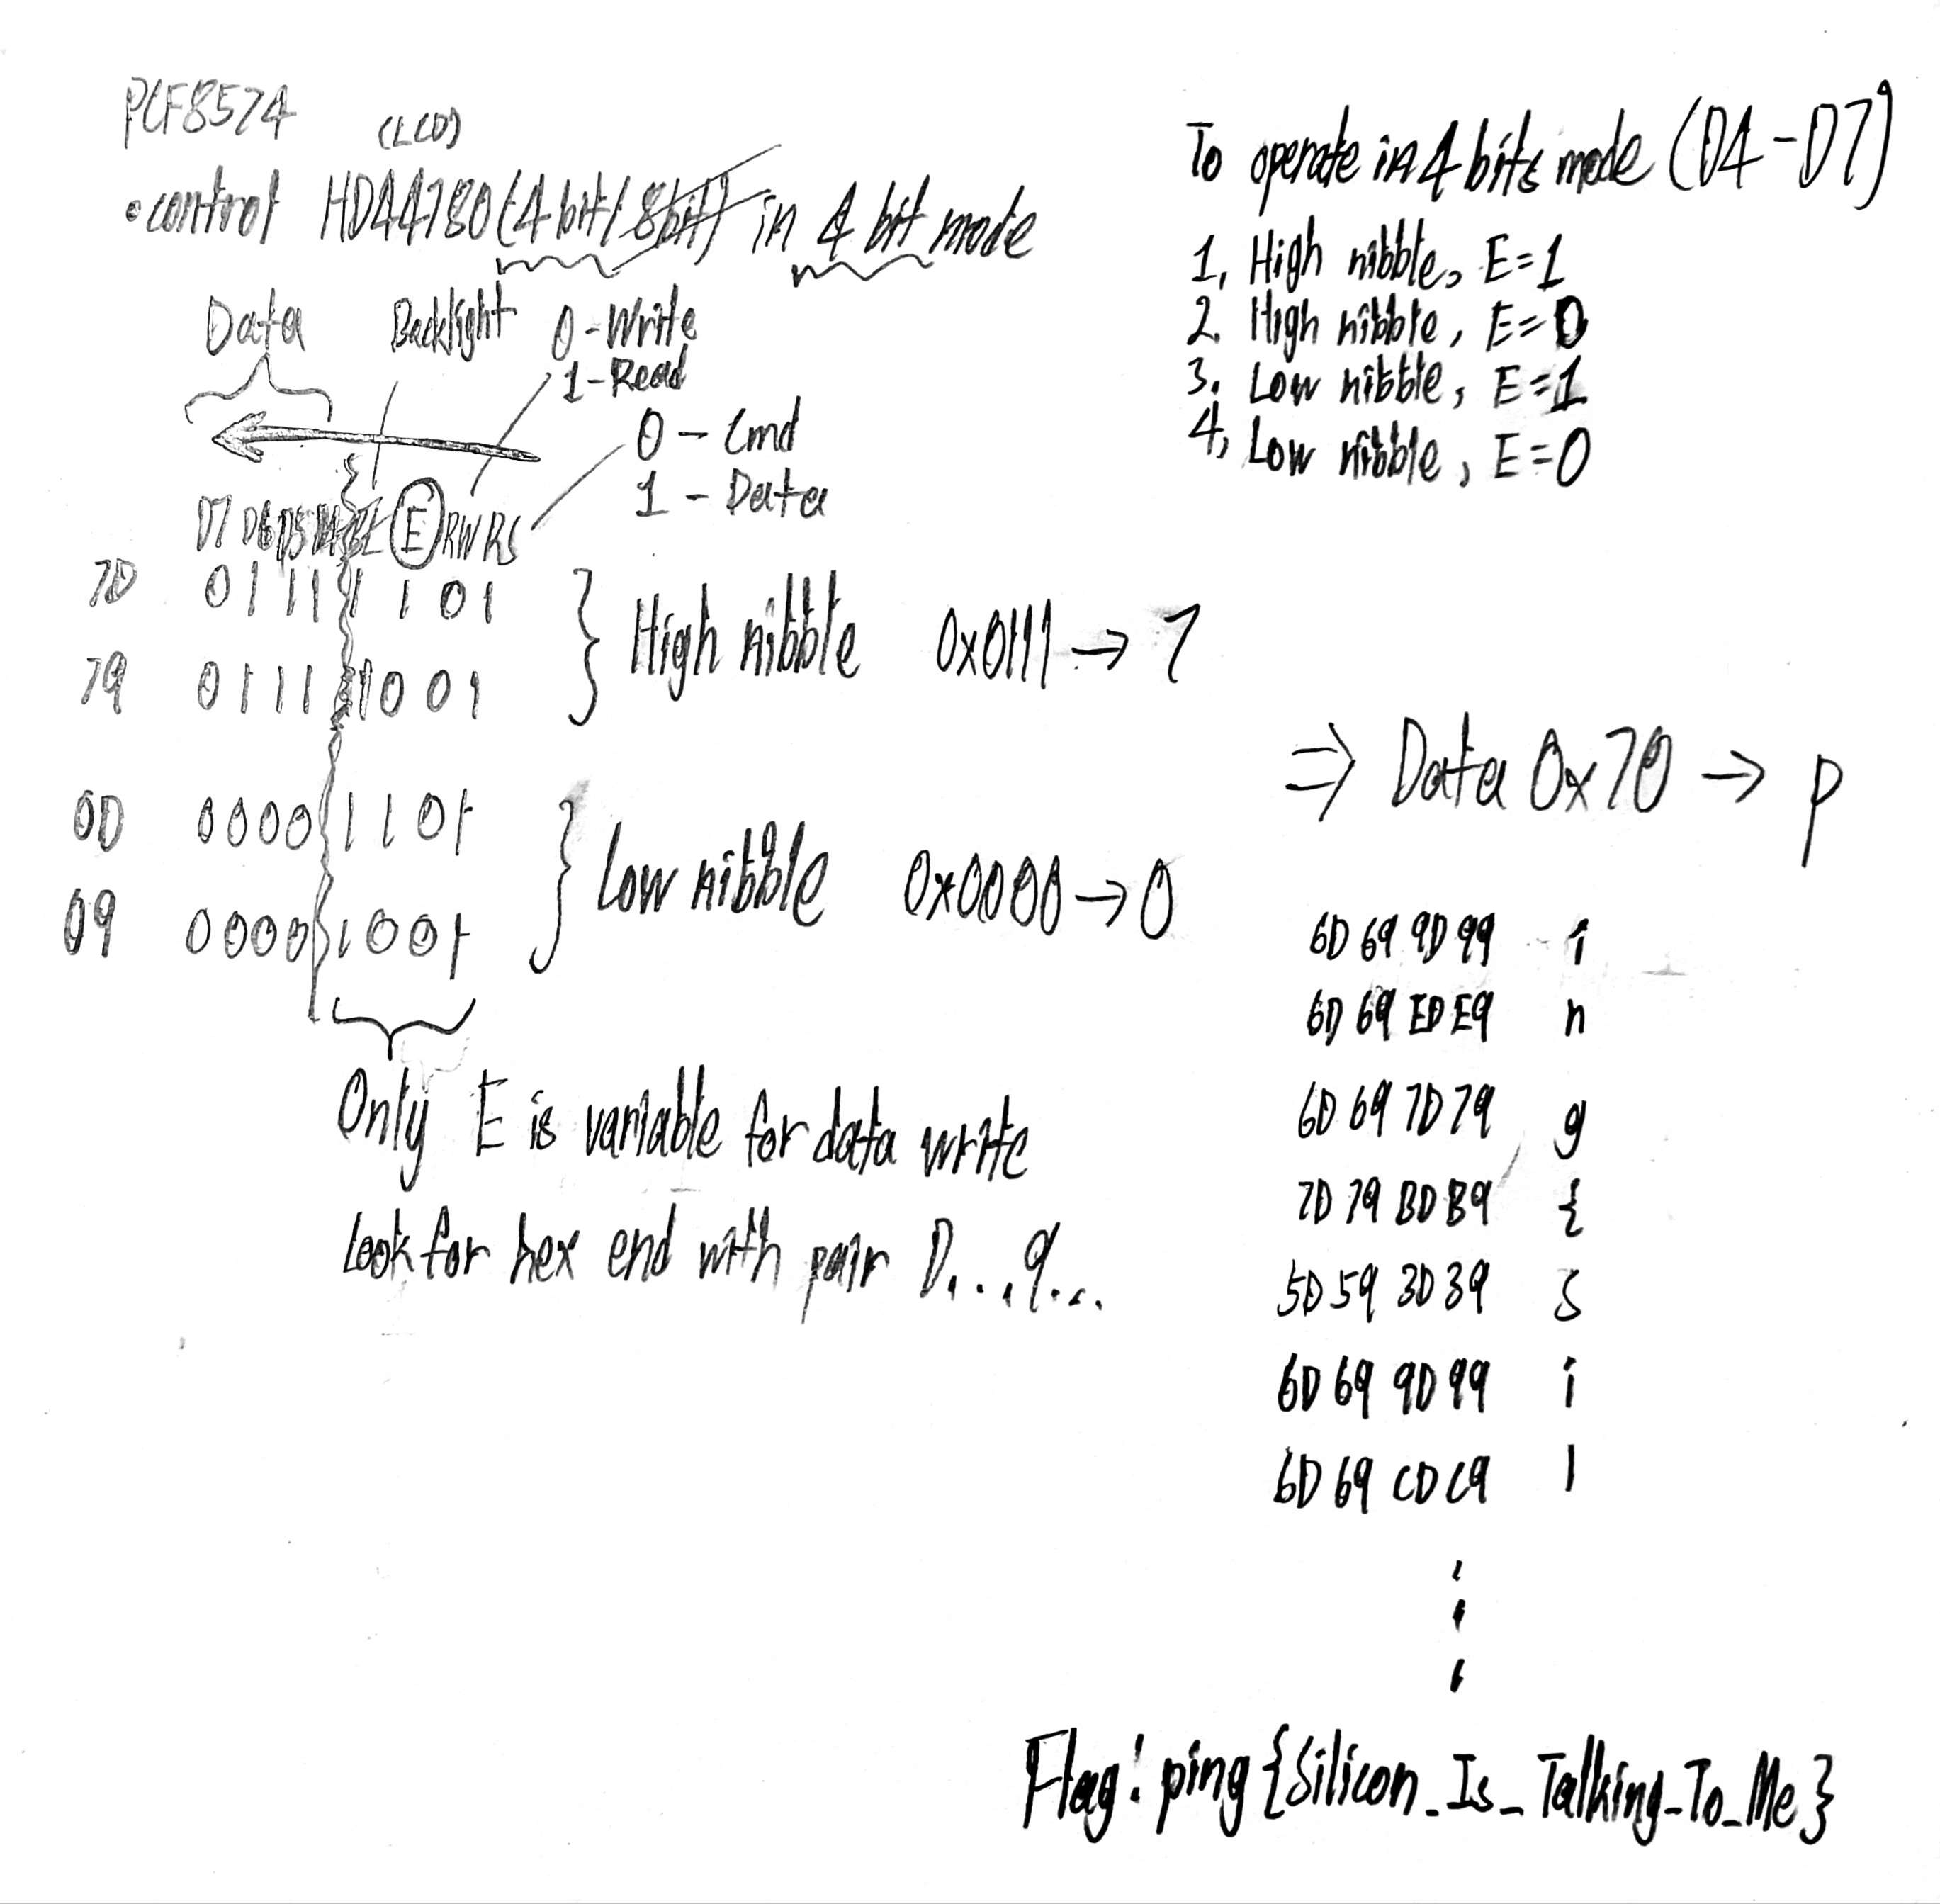 PCF8574
(LCD)
• control HD44780 (4 bit / 8 bit) in 4 bit mode
Data
Backlight
0 - Write
1 - Read
0 - Cmd
1 - Data
D7 D6 D5 D4 BL E RW RS
7D 0111 1101
79 0111 1001
} High nibble 0x0111 → 7
0D 0000 1101
09 0000 1001
} Low nibble 0x0000 → 0
Only E is variable for data write
Look for hex end with pair D...9...
To operate in 4 bits mode (D4 - D7)
1. High nibble, E=1
2. High nibble, E=0
3. Low nibble, E=1
4. Low nibble, E=0
⇒ Data 0x70 → p
6D 69 9D 99 i
6D 69 ED E9 n
6D 69 7D 79 g
7D 79 BD B9 {
5D 59 3D 39 S
6D 69 9D 99 i
6D 69 CD C9 l
Flag: ping{Silicon_Is_Talking_To_Me}